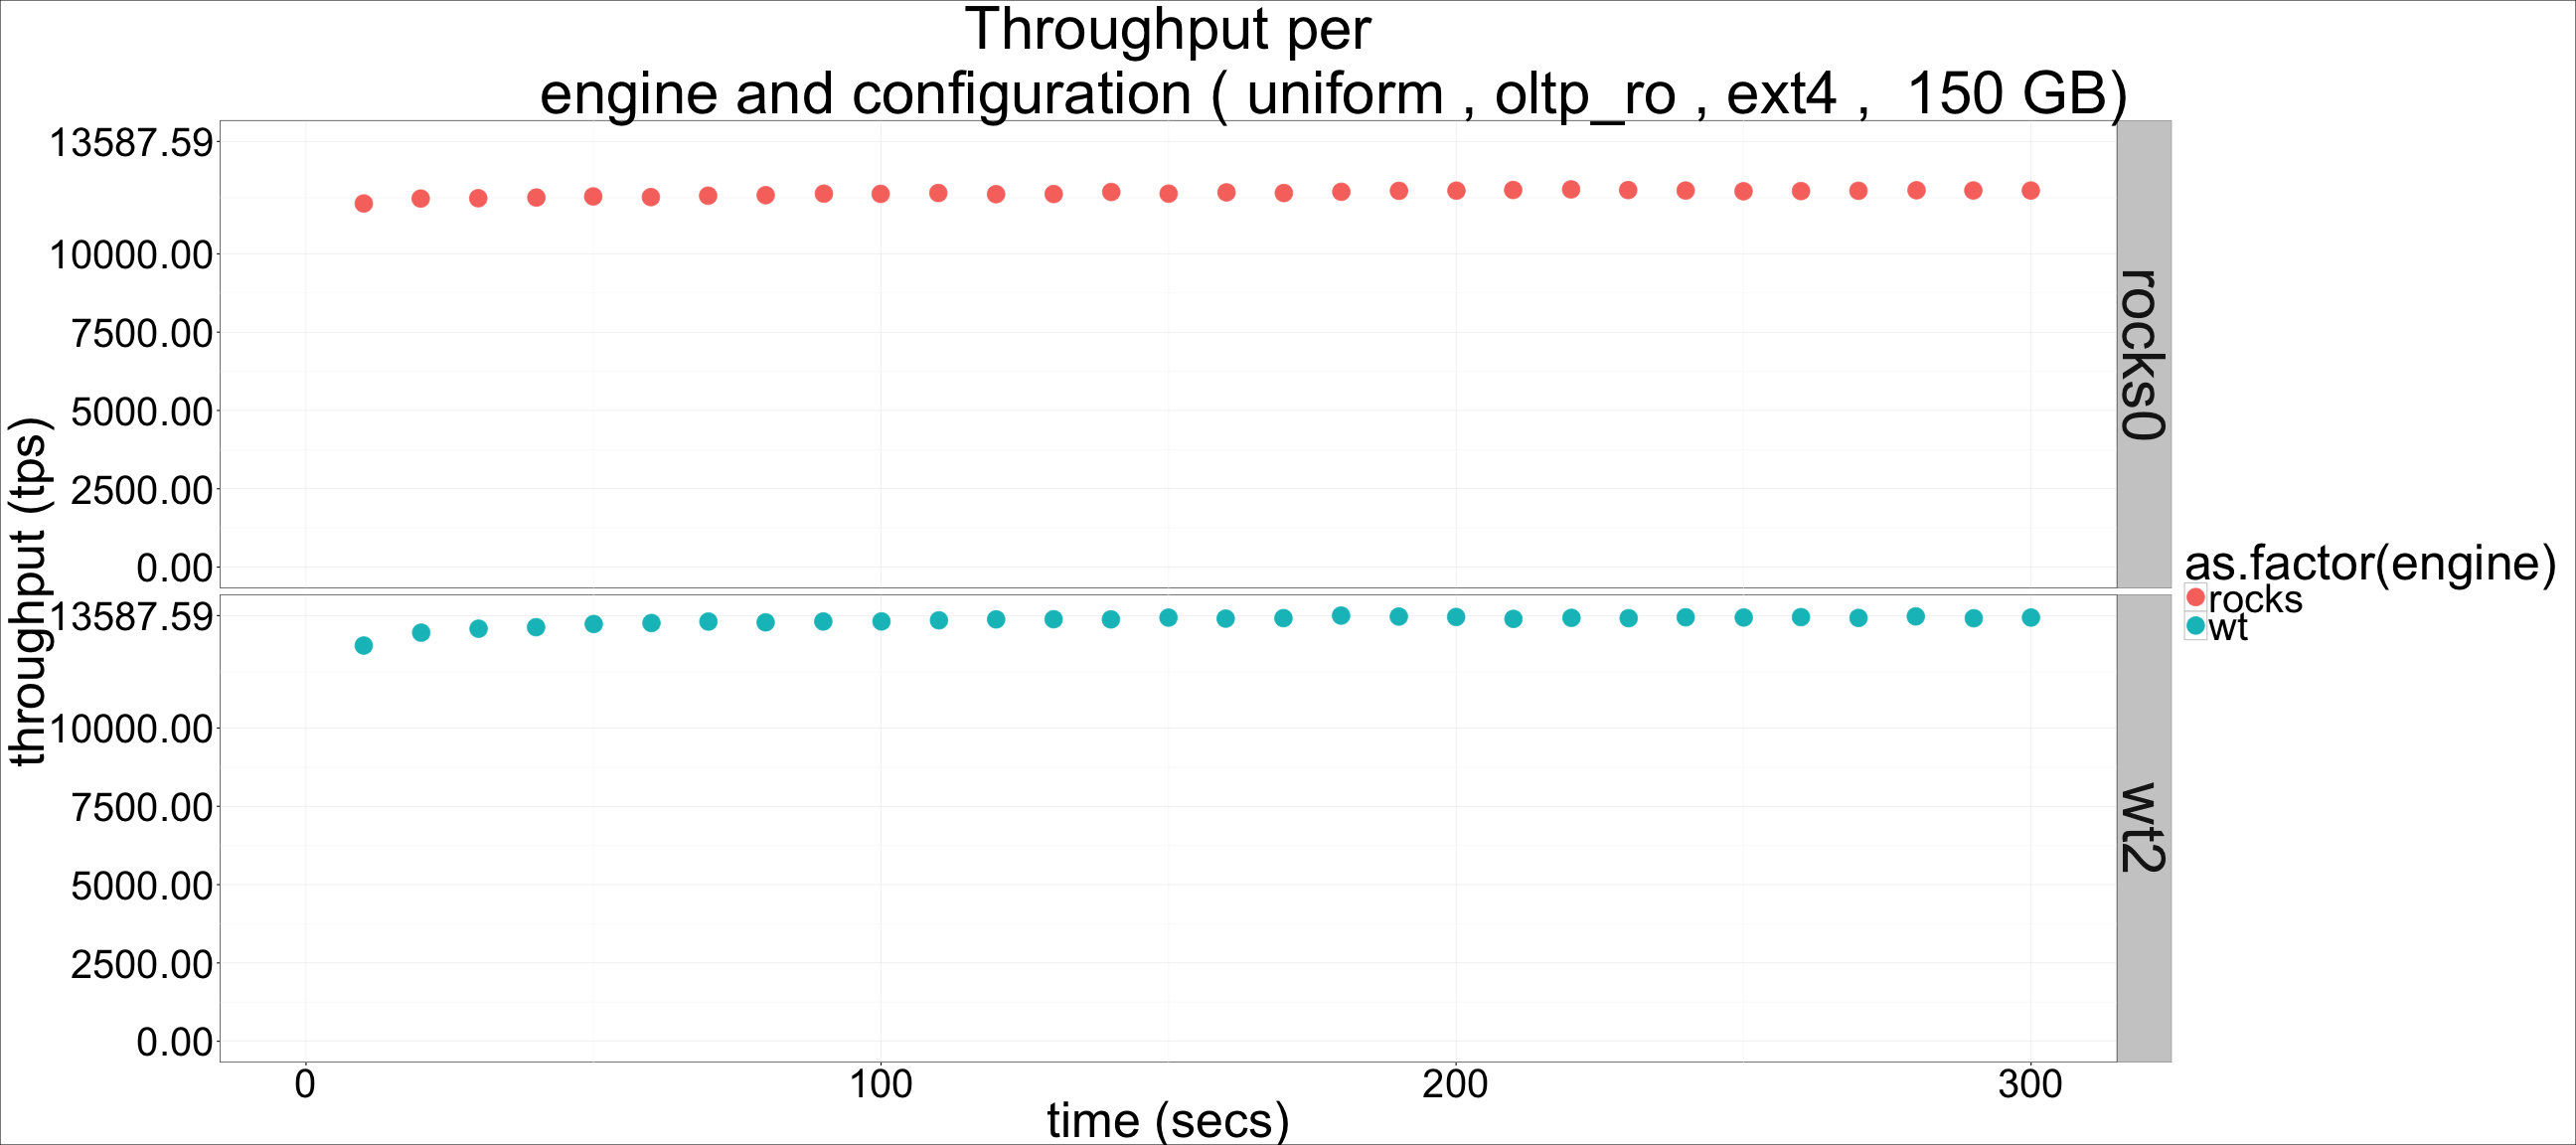 Throughput per
engine and configuration ( uniform , oltp_ro , ext4 ,  150 GB)
throughput (tps)
13587.59
10000.00
7500.00
5000.00
2500.00
0.00
rocks0
13587.59
10000.00
7500.00
5000.00
2500.00
0.00
wt2
0 100 200 300
time (secs)
as.factor(engine)
rocks
wt